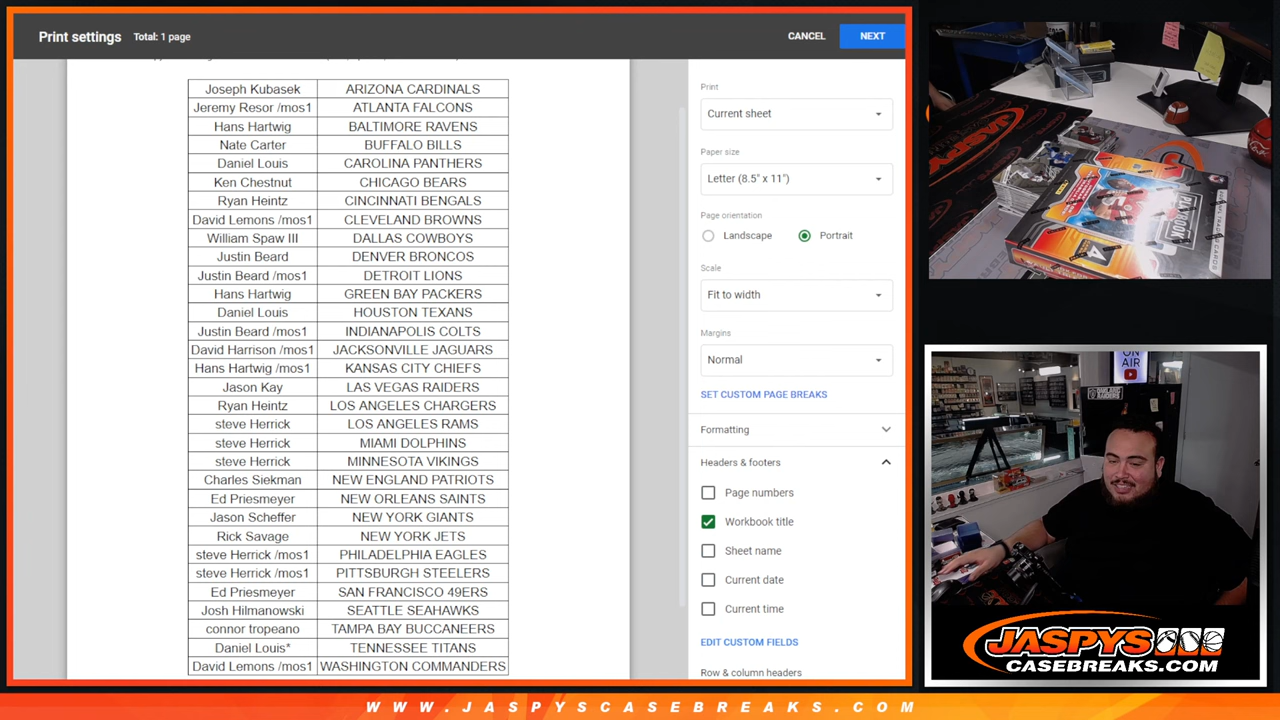 Print settings Total: 1 page CANCEL NEXT
Joseph Kubasek ARIZONA CARDINALS
Jeremy Resor /mos1 ATLANTA FALCONS
Hans Hartwig BALTIMORE RAVENS
Nate Carter BUFFALO BILLS
Daniel Louis CAROLINA PANTHERS
Ken Chestnut CHICAGO BEARS
Ryan Heintz CINCINNATI BENGALS
David Lemons /mos1 CLEVELAND BROWNS
William Spaw III DALLAS COWBOYS
Justin Beard DENVER BRONCOS
Justin Beard /mos1 DETROIT LIONS
Hans Hartwig GREEN BAY PACKERS
Daniel Louis HOUSTON TEXANS
Justin Beard /mos1 INDIANAPOLIS COLTS
David Harrison /mos1 JACKSONVILLE JAGUARS
Hans Hartwig /mos1 KANSAS CITY CHIEFS
Jason Kay LAS VEGAS RAIDERS
Ryan Heintz LOS ANGELES CHARGERS
steve Herrick LOS ANGELES RAMS
steve Herrick MIAMI DOLPHINS
steve Herrick MINNESOTA VIKINGS
Charles Siekman NEW ENGLAND PATRIOTS
Ed Priesmeyer NEW ORLEANS SAINTS
Jason Scheffer NEW YORK GIANTS
Rick Savage NEW YORK JETS
steve Herrick /mos1 PHILADELPHIA EAGLES
steve Herrick /mos1 PITTSBURGH STEELERS
Ed Priesmeyer SAN FRANCISCO 49ERS
Josh Hilmanowski SEATTLE SEAHAWKS
connor tropeano TAMPA BAY BUCCANEERS
Daniel Louis* TENNESSEE TITANS
David Lemons /mos1 WASHINGTON COMMANDERS
Print
Current sheet
Paper size
Letter (8.5" x 11")
Page orientation
Landscape Portrait
Scale
Fit to width
Margins
Normal
SET CUSTOM PAGE BREAKS
Formatting
Headers & footers
Page numbers
Workbook title
Sheet name
Current date
Current time
EDIT CUSTOM FIELDS
Row & column headers
JASPYS
PLAYBOOK
ON
AIR
OAKLAND
RAIDERS
JASPYS
CASEBREAKS.COM
WWW.JASPYSCASEBREAKS.COM